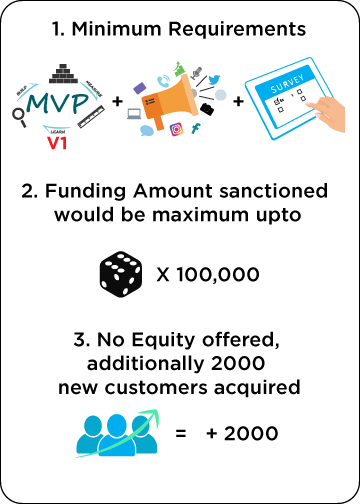 1. Minimum Requirements
BUILD
MEASURE
MVP
LEARN
V1
+
+
SURVEY
2. Funding Amount sanctioned
would be maximum upto
X 100,000
3. No Equity offered,
additionally 2000
new customers acquired
= + 2000